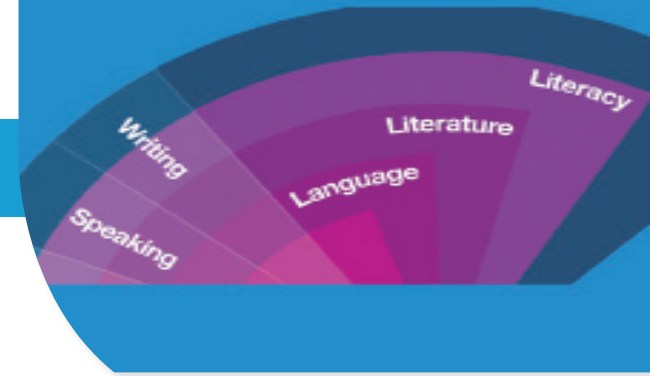 Literacy
Literature
Writing
Language
Speaking